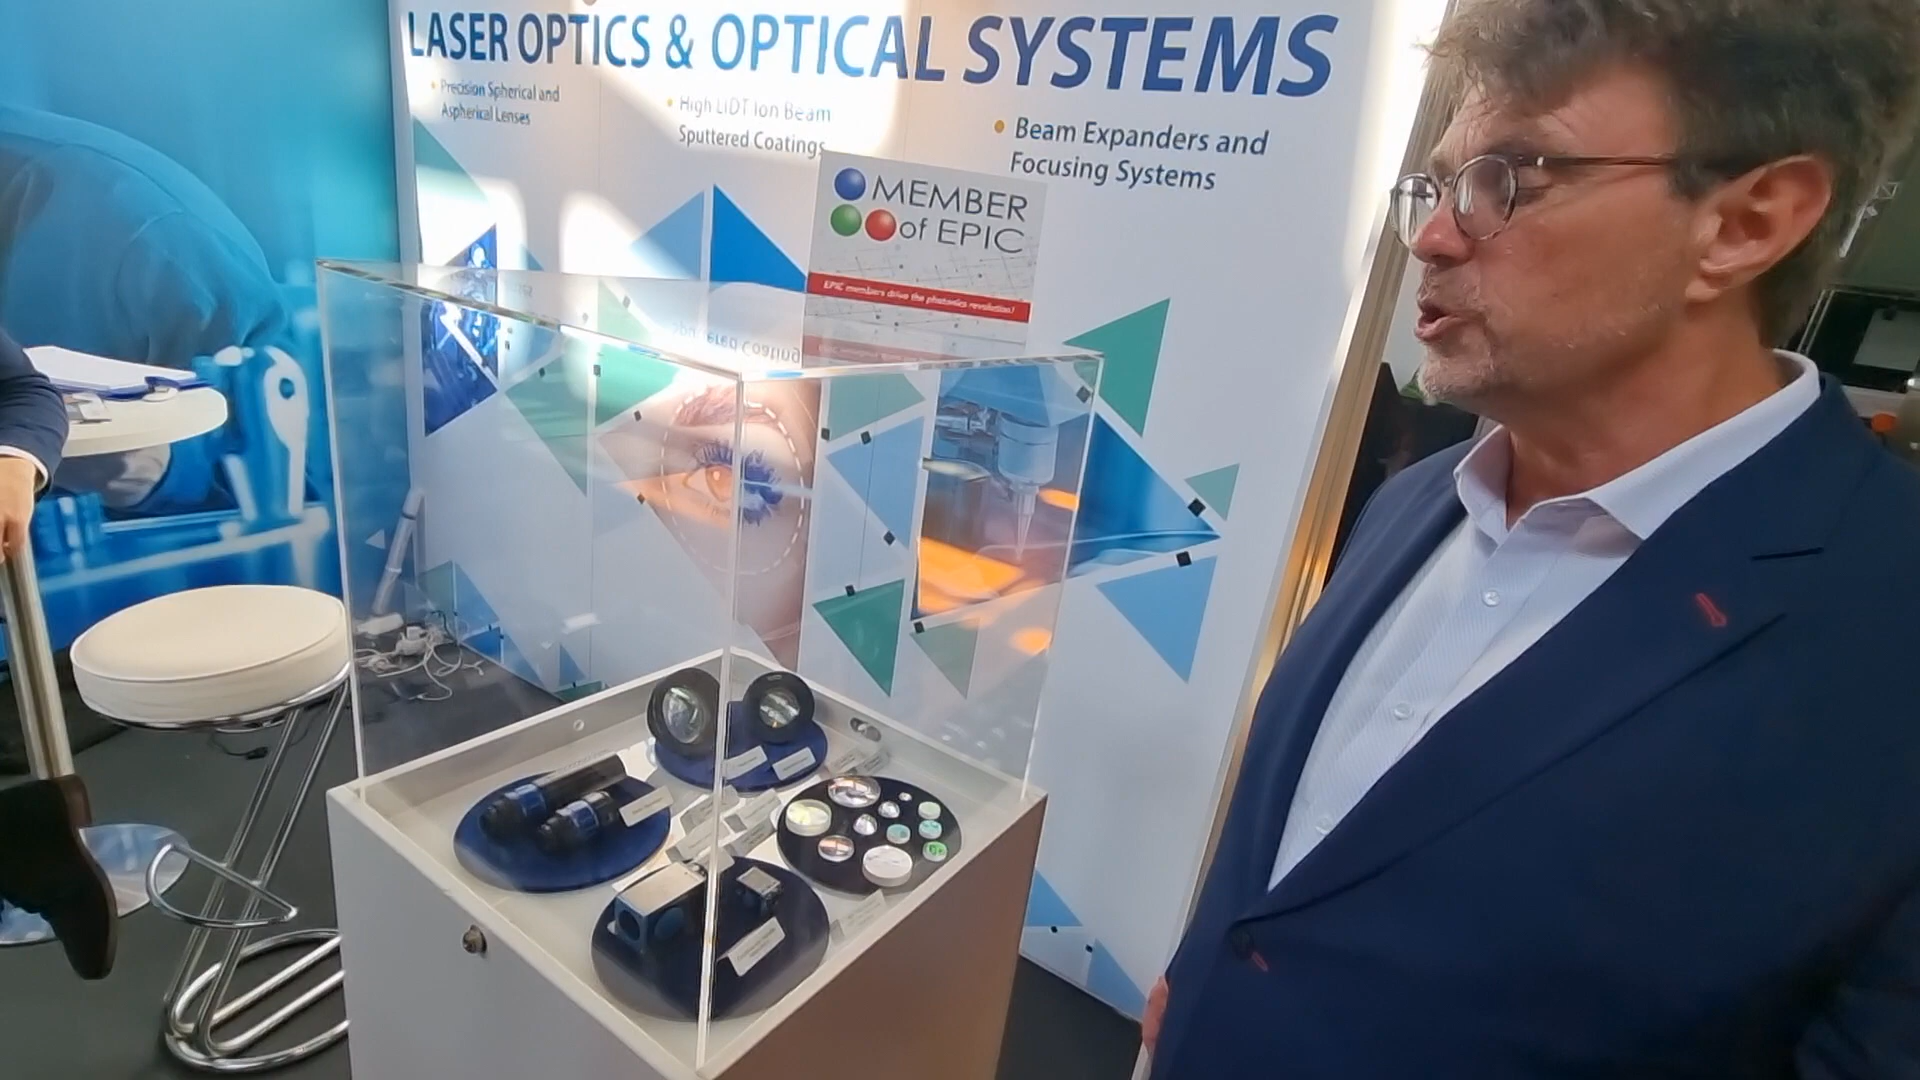 LASER OPTICS & OPTICAL SYSTEMS
Precision Spherical and
Aspherical Lenses
High LIDT Ion Beam
Sputtered Coatings
Beam Expanders and
Focusing Systems
MEMBER
of EPIC
EPIC members drive the photonics revolution!